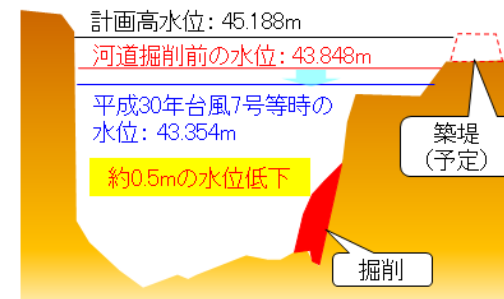 計画高水位：45.188m
河道掘削前の水位：43.848m
平成30年台風7号等時の
水位：43.354m
約0.5mの水位低下
築堤
（予定）
掘削